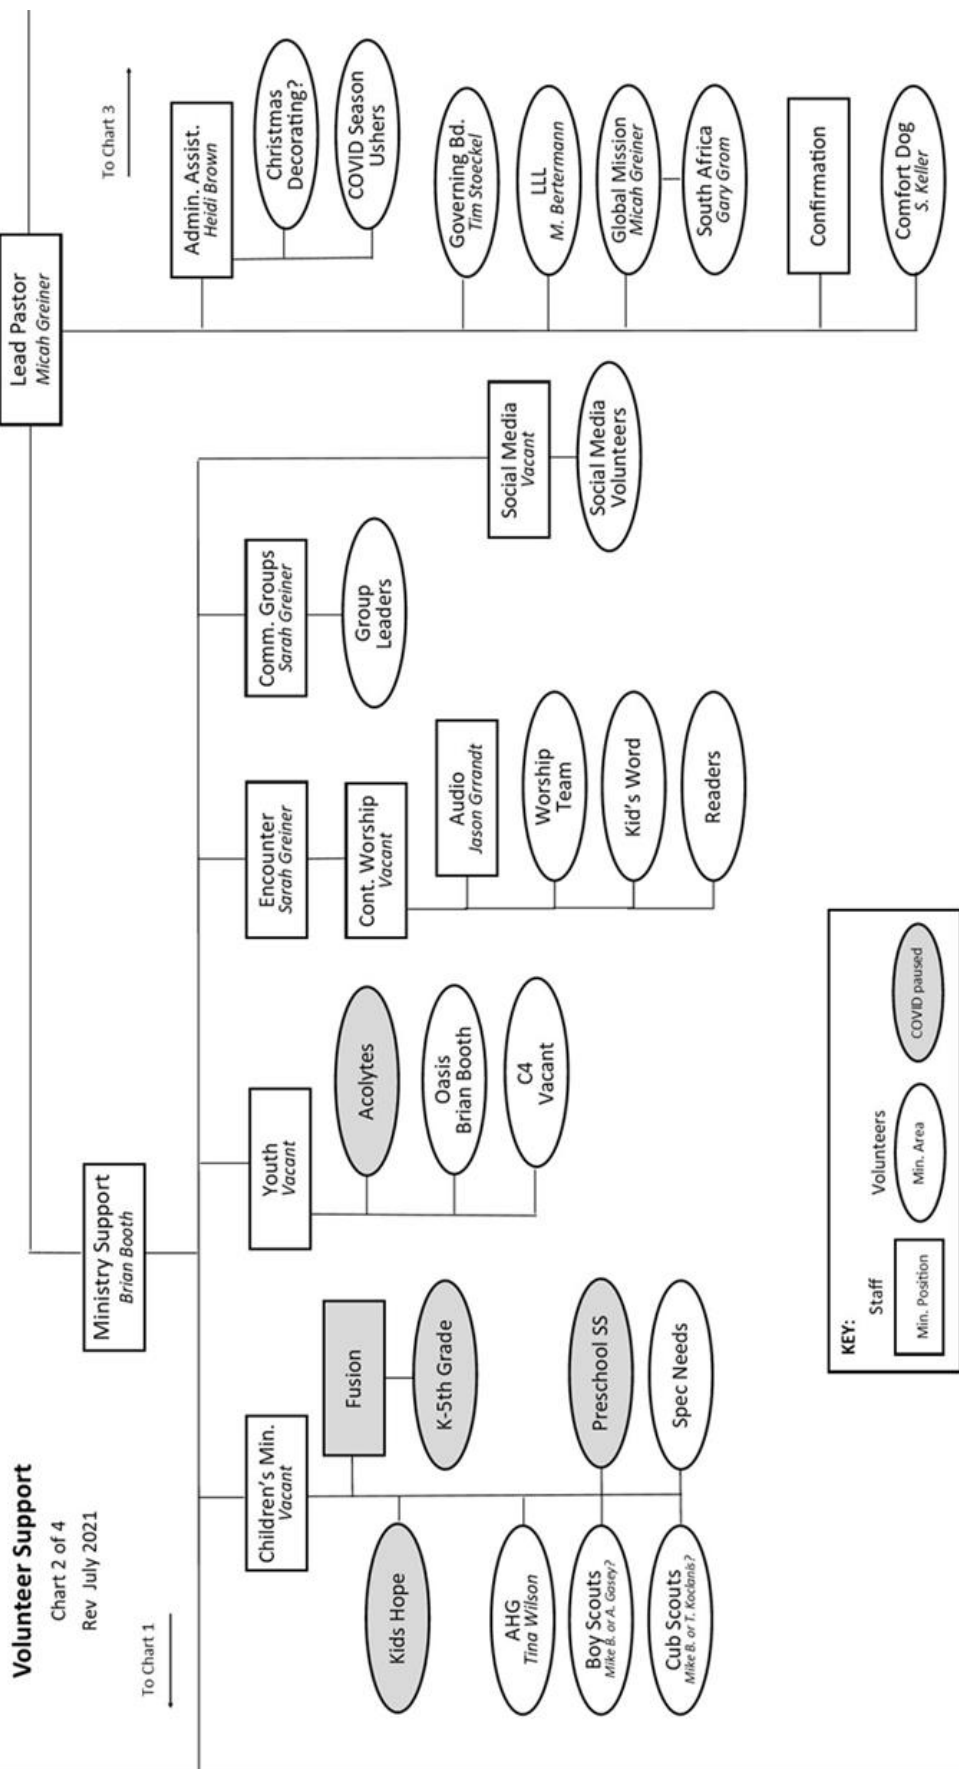 Volunteer Support
Chart 2 of 4
Rev July 2021
To Chart 1
To Chart 3
Lead Pastor
Micah Greiner
Ministry Support
Brian Booth
Children's Min.
Vacant
Fusion
K-5th Grade
Kids Hope
AHG
Tina Wilson
Boy Scouts
Mike B. or A. Gasey?
Preschool SS
Cub Scouts
Mike B. or T. Koclanis?
Spec Needs
Youth
Vacant
Acolytes
Oasis
Brian Booth
C4
Vacant
Encounter
Sarah Greiner
Cont. Worship
Vacant
Audio
Jason Grrandt
Worship
Team
Kid's Word
Readers
Comm. Groups
Sarah Greiner
Group
Leaders
Social Media
Vacant
Social Media
Volunteers
Admin. Assist.
Heidi Brown
Christmas
Decorating?
COVID Season
Ushers
Governing Bd.
Tim Stoeckel
LLL
M. Bertermann
Global Mission
Micah Greiner
South Africa
Gary Grom
Confirmation
Comfort Dog
S. Keller
KEY:
Staff
Volunteers
Min. Position
Min. Area
COVID paused